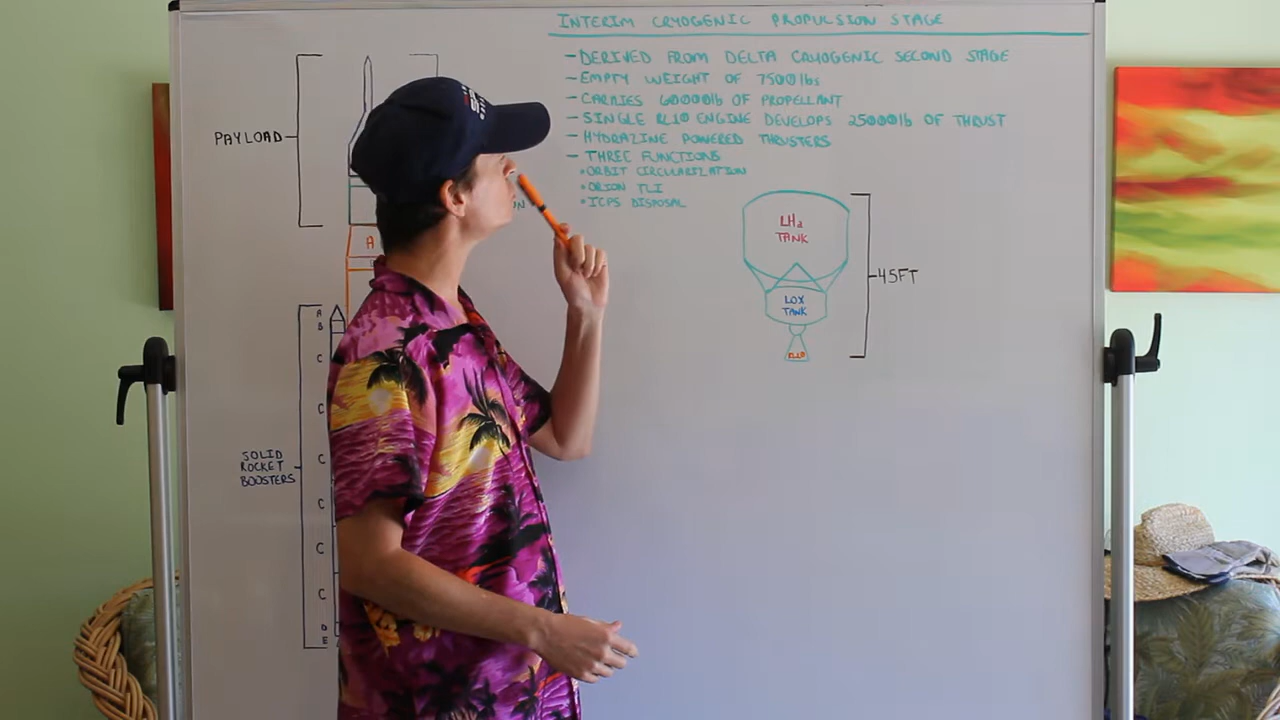 INTERIM CRYOGENIC PROPULSION STAGE
- DERIVED FROM DELTA CRYOGENIC SECOND STAGE
- EMPTY WEIGHT OF 7500lbs
- CARRIES 60000lb OF PROPELLANT
- SINGLE RL10 ENGINE DEVELOPS 25000lb OF THRUST
- HYDRAZINE POWERED THRUSTERS
- THREE FUNCTIONS
• ORBIT CIRCULARIZATION
• ORION TLI
• ICPS DISPOSAL
PAYLOAD
A
LH2
TANK
45FT
LOX
TANK
RL10
A
B
C
C
C
C
C
C
D
E
SOLID
ROCKET
BOOSTERS